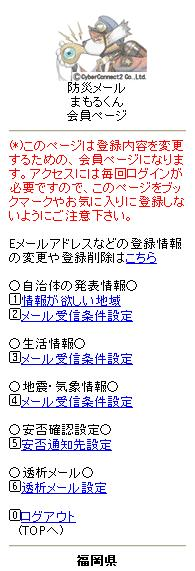 ©CyberConnect2 Co.,Ltd.
防災メール
まもるくん
会員ページ
(*)このページは登録内容を変更
するための、会員ページになりま
す。アクセスには毎回ログインが
必要ですので、このページをブック
マークやお気に入りに登録しな
いようにご注意下さい。
Eメールアドレスなどの登録情報
の変更や登録削除はこちら
○自治体の発表情報○
1情報が欲しい地域
2メール受信条件設定
○生活情報○
3メール受信条件設定
○地震・気象情報○
4メール受信条件設定
○安否確認設定○
5安否通知先設定
○透析メール○
6透析メール設定
0ログアウト
(TOPへ)
福岡県